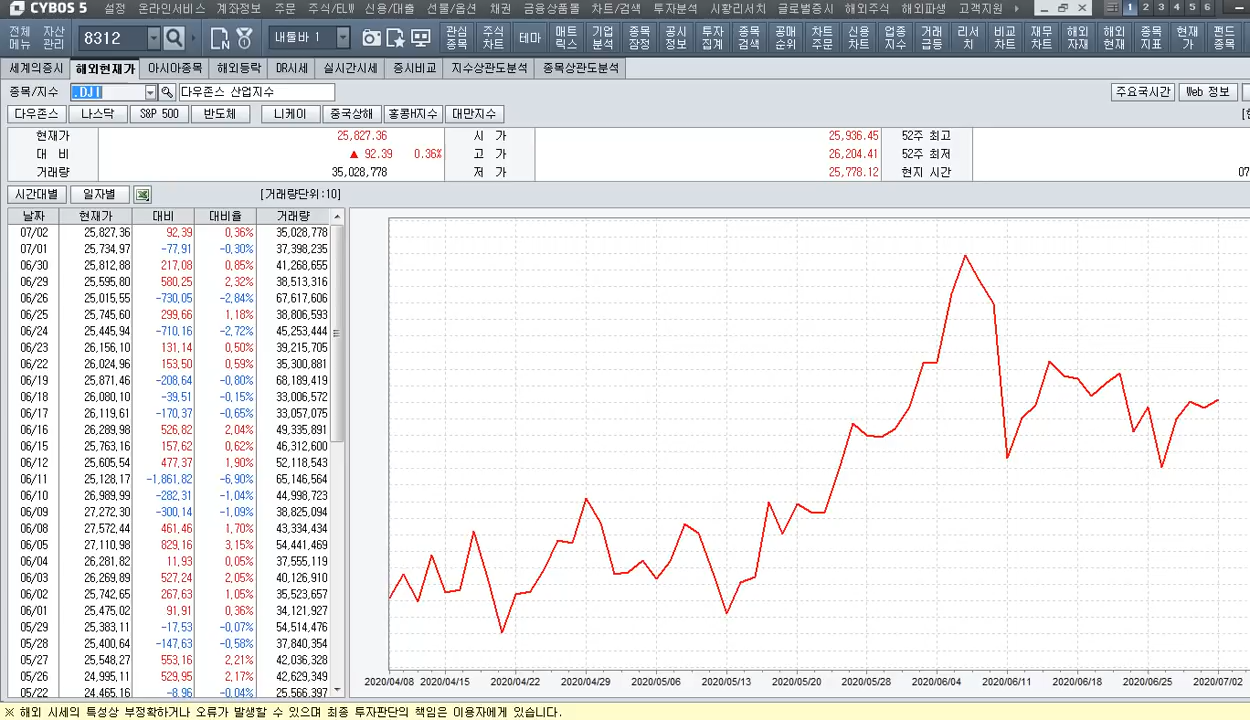 CYBOS 5 설정 온라인서비스 계좌정보 주문 주식/ELW 신용/대출 선물/옵션 채권 금융상품몰 차트/검색 투자분석 시황리서치 글로벌증시 해외주식 해외파생 고객지원 1 2 3 4 5 6
전체메뉴 자산관리 8312 내툴바 1 관심종목 주식차트 테마 매트릭스 기업분석 종목잠정 공시정보 투자집계 종목검색 공매순위 차트주문 신용차트 업종지수 거래급등 리서치 비교차트 재무차트 해외자재 해외현재 종목지표 현재가 펀드종목
세계의증시 해외현재가 아시아종목 해외등락 DR시세 실시간시세 증시비교 지수상관도분석 종목상관도분석
종목/지수 .DJI 다우존스 산업지수 주요국시간 Web 정보
다우존스 나스닥 S&P 500 반도체 니케이 중국상해 홍콩H지수 대만지수
현재가 25,827.36 시 가 25,936.45 52주 최고
대 비 ▲ 92.39 0.36% 고 가 26,204.41 52주 최저
거래량 35,028,778 저 가 25,778.12 현지 시간 07
시간대별 일자별 [거래량단위:10]
날짜 현재가 대비 대비율 거래량
07/02 25,827.36 92.39 0.36% 35,028,778
07/01 25,734.97 -77.91 -0.30% 37,398,235
06/30 25,812.88 217.08 0.85% 41,268,655
06/29 25,595.80 580.25 2.32% 38,513,316
06/26 25,015.55 -730.05 -2.84% 67,617,606
06/25 25,745.60 299.66 1.18% 38,806,593
06/24 25,445.94 -710.16 -2.72% 45,253,444
06/23 26,156.10 131.14 0.50% 39,215,705
06/22 26,024.96 153.50 0.59% 35,300,881
06/19 25,871.46 -208.64 -0.80% 68,189,419
06/18 26,080.10 -39.51 -0.15% 33,006,572
06/17 26,119.61 -170.37 -0.65% 33,057,075
06/16 26,289.98 526.82 2.04% 49,335,891
06/15 25,763.16 157.62 0.62% 46,312,600
06/12 25,605.54 477.37 1.90% 52,118,543
06/11 25,128.17 -1,861.82 -6.90% 65,146,564
06/10 26,989.99 -282.31 -1.04% 44,998,723
06/09 27,272.30 -300.14 -1.09% 38,825,094
06/08 27,572.44 461.46 1.70% 43,334,434
06/05 27,110.98 829.16 3.15% 54,441,469
06/04 26,281.82 11.93 0.05% 37,555,119
06/03 26,269.89 527.24 2.05% 40,126,910
06/02 25,742.65 267.63 1.05% 35,523,657
06/01 25,475.02 91.91 0.36% 34,121,927
05/29 25,383.11 -17.53 -0.07% 54,514,476
05/28 25,400.64 -147.63 -0.58% 37,840,354
05/27 25,548.27 553.16 2.21% 42,036,328
05/26 24,995.11 529.95 2.17% 42,629,349
05/22 24,465.16 -8.96 -0.04% 25,566,397
2020/04/08 2020/04/15 2020/04/22 2020/04/29 2020/05/06 2020/05/13 2020/05/20 2020/05/28 2020/06/04 2020/06/11 2020/06/18 2020/06/25 2020/07/02
※ 해외 시세의 특성상 부정확하거나 오류가 발생할 수 있으며 최종 투자판단의 책임은 이용자에게 있습니다.